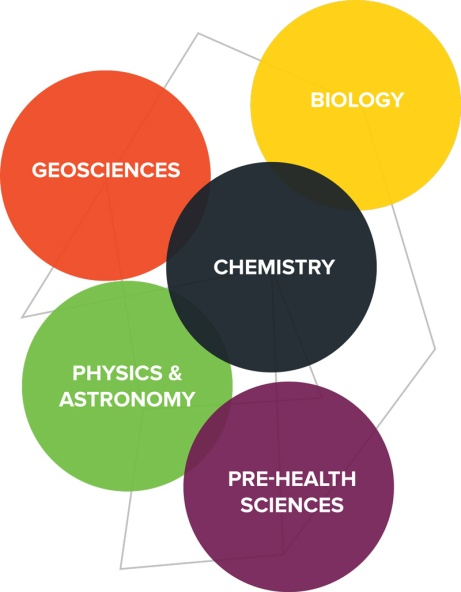 BIOLOGY
GEOSCIENCES
CHEMISTRY
PHYSICS &
ASTRONOMY
PRE-HEALTH
SCIENCES